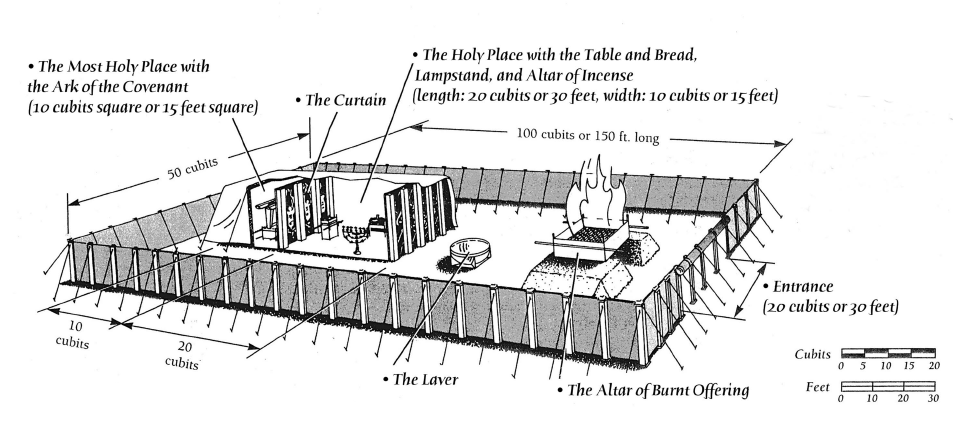 • The Most Holy Place with
the Ark of the Covenant
(10 cubits square or 15 feet square)
• The Curtain
• The Holy Place with the Table and Bread,
Lampstand, and Altar of Incense
(length: 20 cubits or 30 feet, width: 10 cubits or 15 feet)
50 cubits
100 cubits or 150 ft. long
• Entrance
(20 cubits or 30 feet)
10
cubits
20
cubits
• The Laver
• The Altar of Burnt Offering
Cubits
0 5 10 15 20
Feet
0 10 20 30